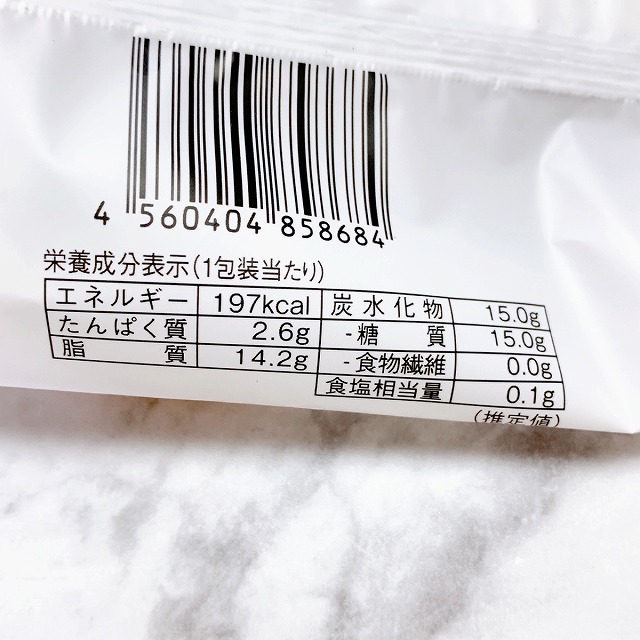 4 560404 858684
栄養成分表示(1包装当たり)
エネルギー 197kcal 炭水化物 15.0g
たんぱく質 2.6g -糖質 15.0g
脂質 14.2g -食物繊維 0.0g
食塩相当量 0.1g
(推定値)